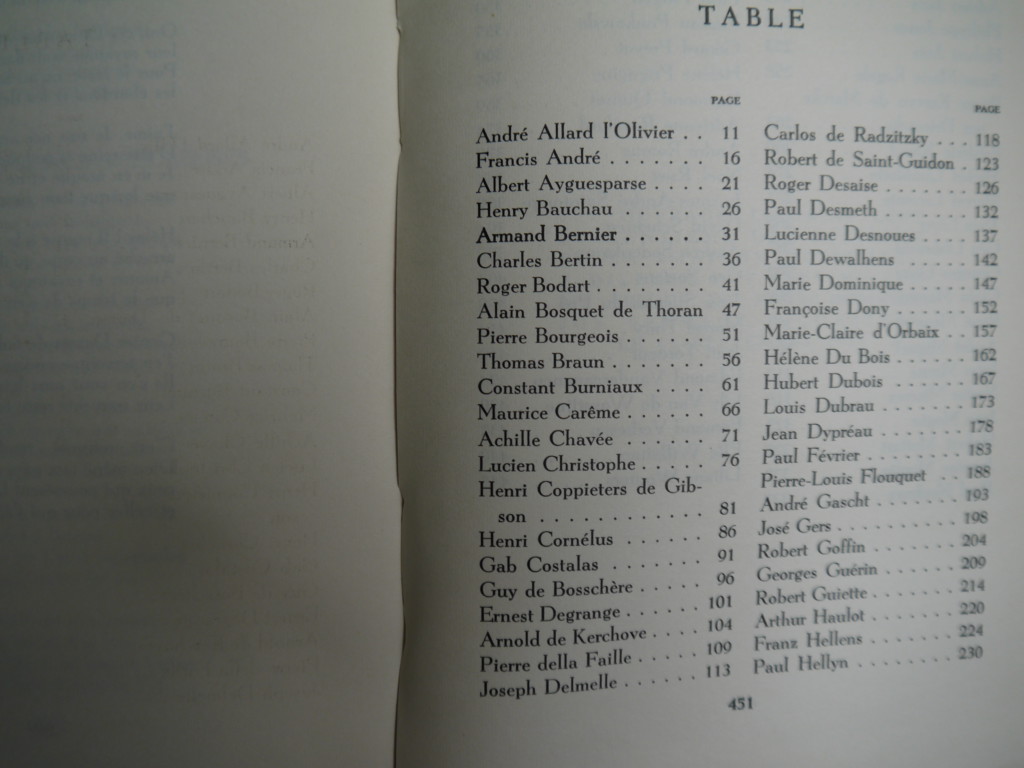 TABLE
PAGE
André Allard l'Olivier . . 11
Francis André . . . . . . . 16
Albert Ayguesparse . . . . 21
Henry Bauchau . . . . . . 26
Armand Bernier . . . . . . 31
Charles Bertin . . . . . . . 36
Roger Bodart . . . . . . . . 41
Alain Bosquet de Thoran 47
Pierre Bourgeois . . . . . . 51
Thomas Braun . . . . . . . 56
Constant Burniaux . . . . 61
Maurice Carême . . . . . . 66
Achille Chavée . . . . . . 71
Lucien Christophe . . . . . 76
Henri Coppieters de Gib-
son . . . . . . . . . . . . 81
Henri Cornélus . . . . . . 86
Gab Costalas . . . . . . . 91
Guy de Bosschère . . . . . 96
Ernest Degrange . . . . . . 101
Arnold de Kerchove . . . . 104
Pierre della Faille . . . . . 109
Joseph Delmelle . . . . . . 113
PAGE
Carlos de Radzitzky . . . 118
Robert de Saint-Guidon . 123
Roger Desaise . . . . . . . 126
Paul Desmeth . . . . . . . 132
Lucienne Desnoues . . . . 137
Paul Dewalhens . . . . . 142
Marie Dominique . . . . . 147
Françoise Dony . . . . . . 152
Marie-Claire d'Orbaix . . 157
Hélène Du Bois . . . . . . 162
Hubert Dubois . . . . . . 167
Louis Dubrau . . . . . . . 173
Jean Dypréau . . . . . . . 178
Paul Février . . . . . . . . 183
Pierre-Louis Flouquet . . 188
André Gascht . . . . . . . 193
José Gers . . . . . . . . . 198
Robert Goffin . . . . . . . 204
Georges Guérin . . . . . . 209
Robert Guiette . . . . . . . 214
Arthur Haulot . . . . . . . 220
Franz Hellens . . . . . . . 224
Paul Hellyn . . . . . . . . 230
451